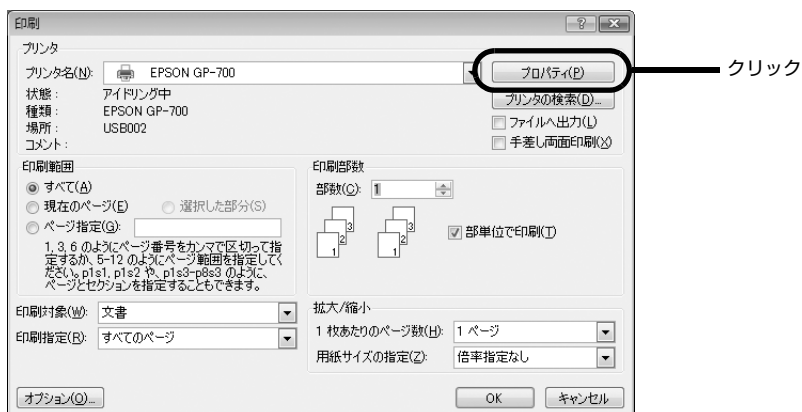 印刷
プリンタ
プリンタ名(N): EPSON GP-700
プロパティ(P)
クリック
状態： アイドリング中
プリンタの検索(D)...
種類： EPSON GP-700
場所： USB002
ファイルへ出力(L)
コメント：
手差し両面印刷(X)
印刷範囲
すべて(A)
現在のページ(E) 選択した部分(S)
ページ指定(G):
1, 3, 6 のようにページ番号をカンマで区切って指
定するか、5-12 のようにページ範囲を指定してく
ださい。p1s1, p1s2 や、p1s3-p8s3 のように、
ページとセクションを指定することもできます。
印刷部数
部数(C): 1
1 2 3
1 2 3
部単位で印刷(T)
印刷対象(W): 文書
印刷指定(R): すべてのページ
拡大/縮小
1 枚あたりのページ数(H): 1 ページ
用紙サイズの指定(Z): 倍率指定なし
オプション(O)...
OK キャンセル